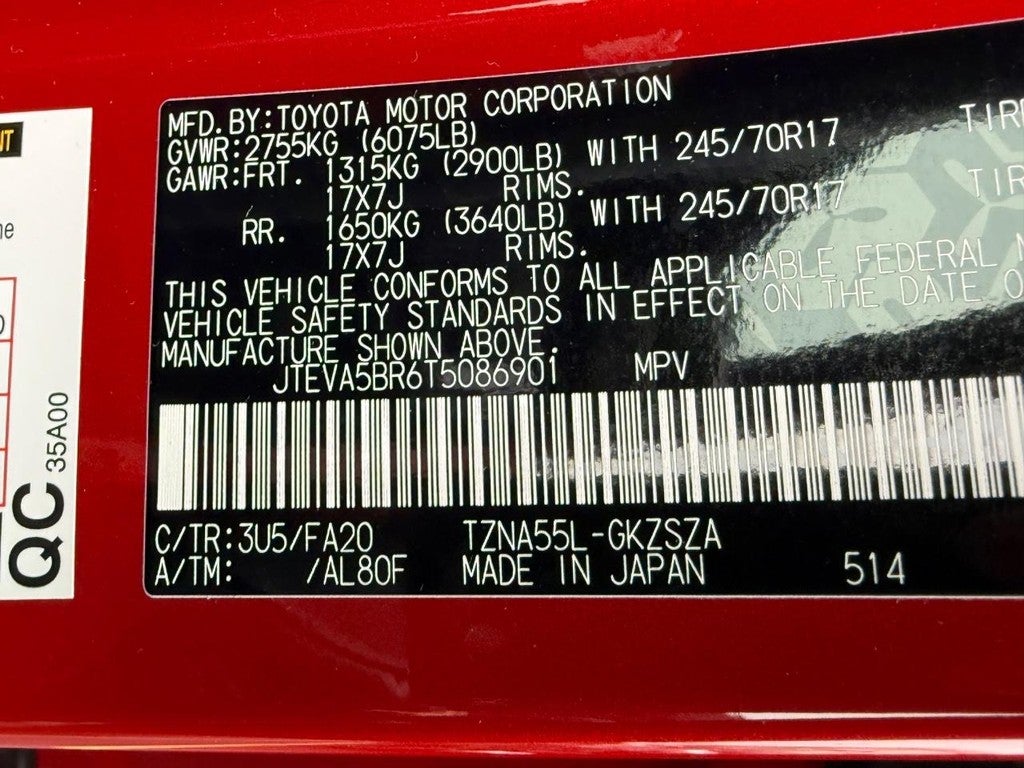 MFD.BY:TOYOTA MOTOR CORPORATION
GVWR:2755KG (6075LB)
GAWR:FRT. 1315KG (2900LB) WITH 245/70R17
17X7J RIMS.
RR. 1650KG (3640LB) WITH 245/70R17
17X7J RIMS.
THIS VEHICLE CONFORMS TO ALL APPLICABLE FEDERAL
VEHICLE SAFETY STANDARDS IN EFFECT ON THE DATE
MANUFACTURE SHOWN ABOVE.
JTEVA5BR6T5086901 MPV
C/TR:3U5/FA20 TZNA55L-GKZSZA
A/TM: /AL80F MADE IN JAPAN 514
QC 35A00